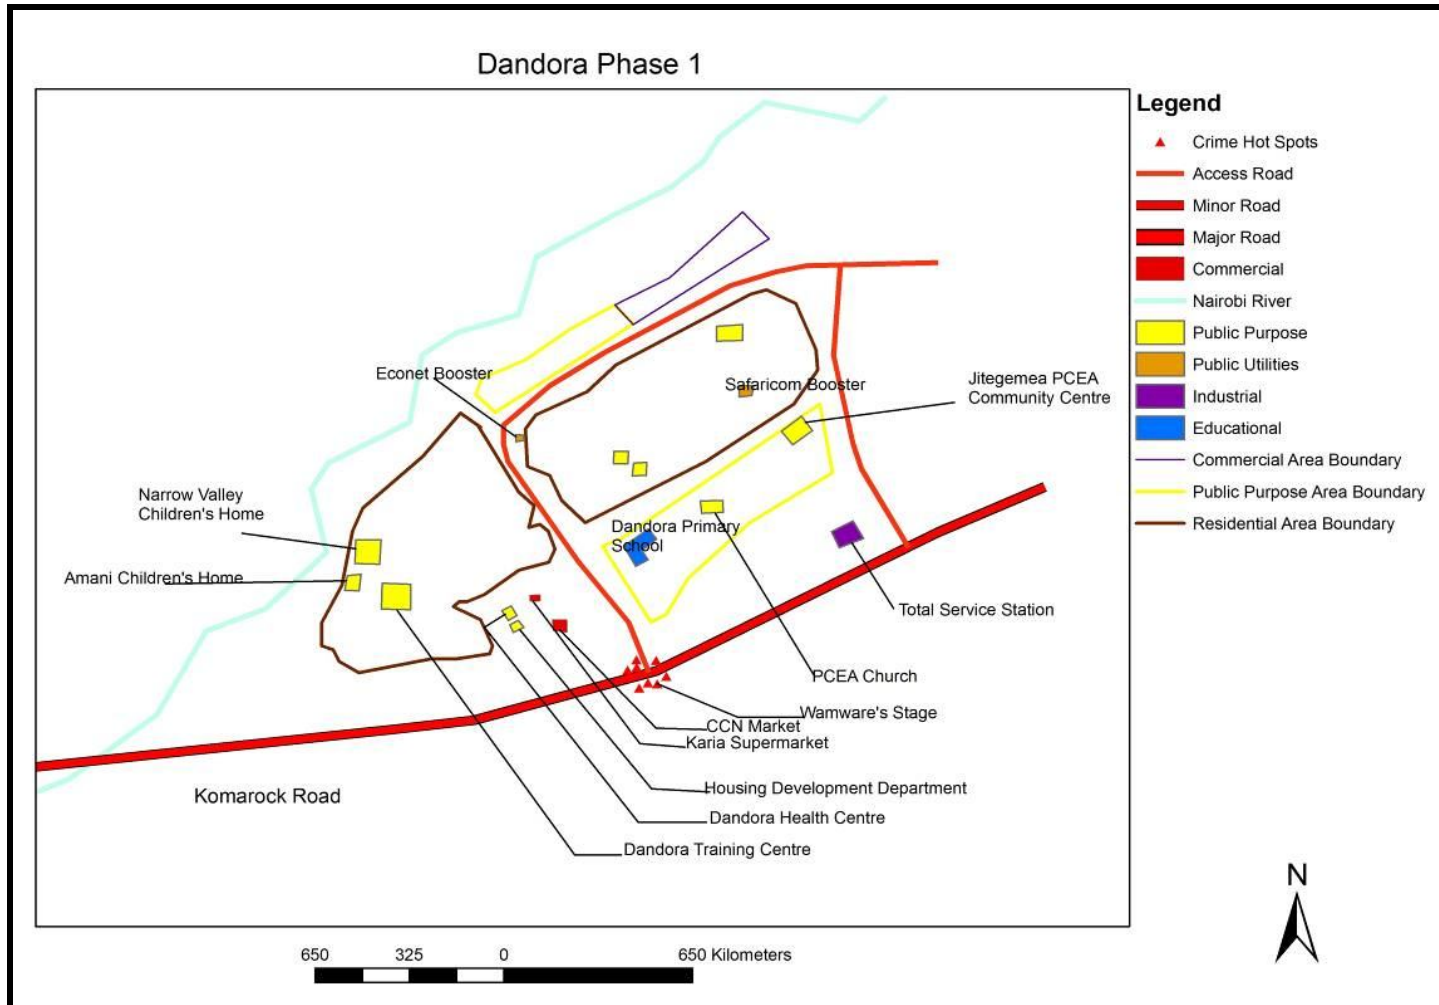 Dandora Phase 1
Legend
Crime Hot Spots
Access Road
Minor Road
Major Road
Commercial
Nairobi River
Public Purpose
Public Utilities
Industrial
Educational
Commercial Area Boundary
Public Purpose Area Boundary
Residential Area Boundary
Econet Booster
Safaricom Booster
Jitegemea PCEA
Community Centre
Narrow Valley
Children's Home
Dandora Primary
School
Amani Children's Home
Total Service Station
PCEA Church
Wamware's Stage
CCN Market
Karia Supermarket
Komarock Road
Housing Development Department
Dandora Health Centre
Dandora Training Centre
N
650 325 0 650 Kilometers